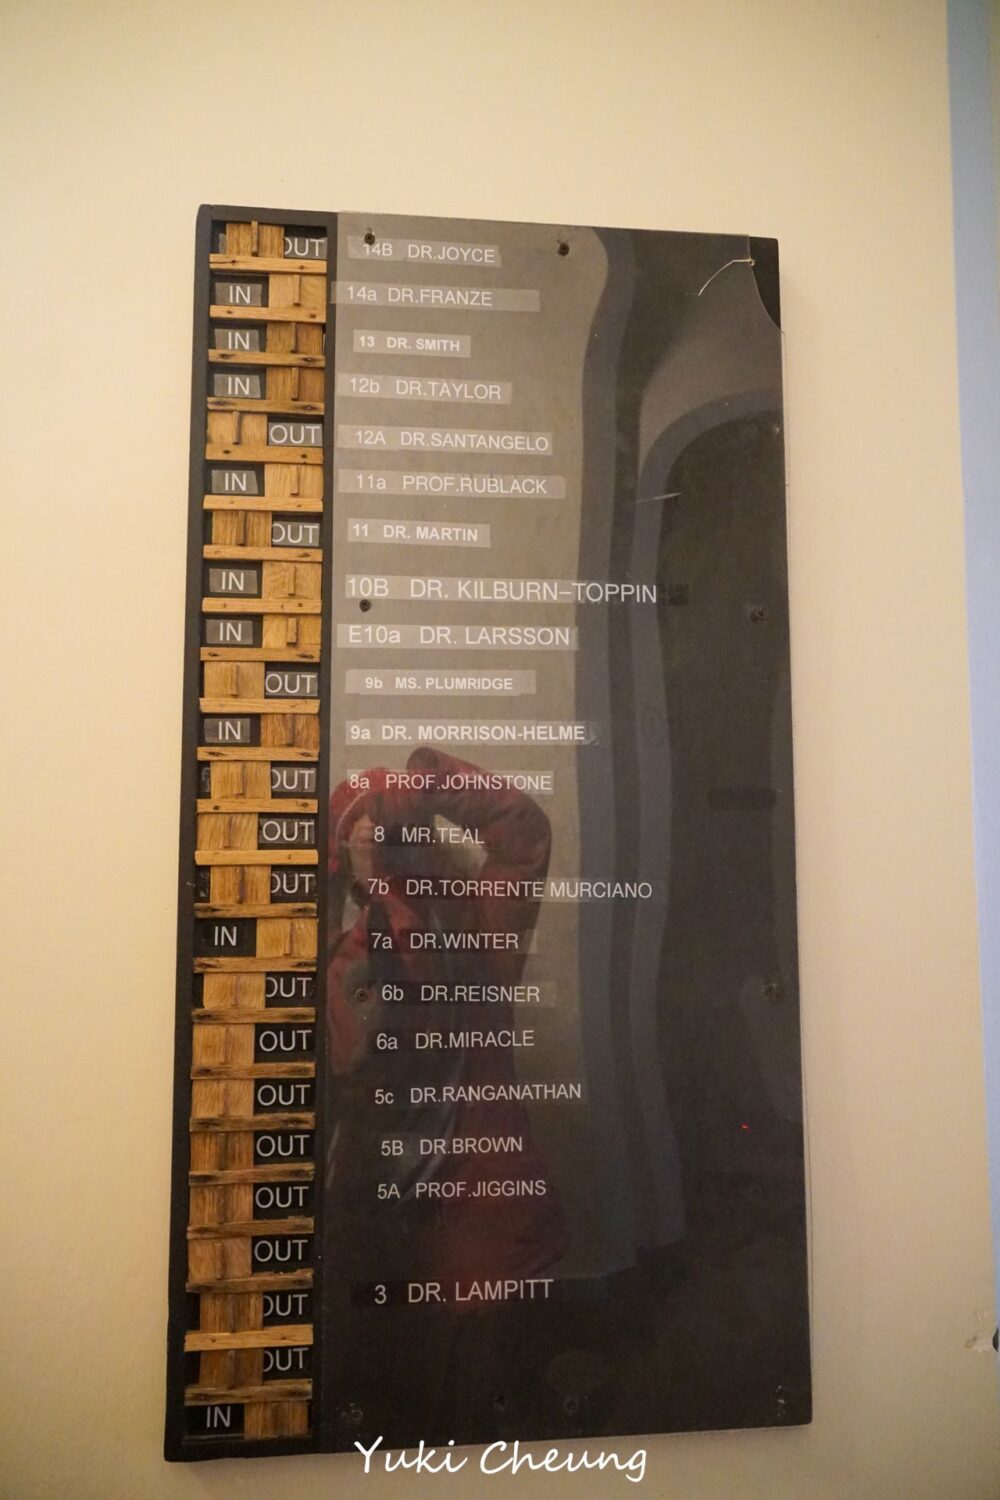 OUT 14B DR.JOYCE
IN 14a DR.FRANZE
IN 13 DR. SMITH
IN 12b DR.TAYLOR
OUT 12A DR.SANTANGELO
IN 11a PROF.RUBLACK
OUT 11 DR. MARTIN
IN 10B DR. KILBURN-TOPPIN
IN E10a DR. LARSSON
OUT 9b MS. PLUMRIDGE
IN 9a DR. MORRISON-HELME
OUT 8a PROF.JOHNSTONE
OUT 8 MR.TEAL
OUT 7b DR.TORRENTE MURCIANO
IN 7a DR.WINTER
OUT 6b DR.REISNER
OUT 6a DR.MIRACLE
OUT 5c DR.RANGANATHAN
OUT 5B DR.BROWN
OUT 5A PROF.JIGGINS
OUT
OUT 3 DR. LAMPITT
OUT
IN
Yuki Cheung